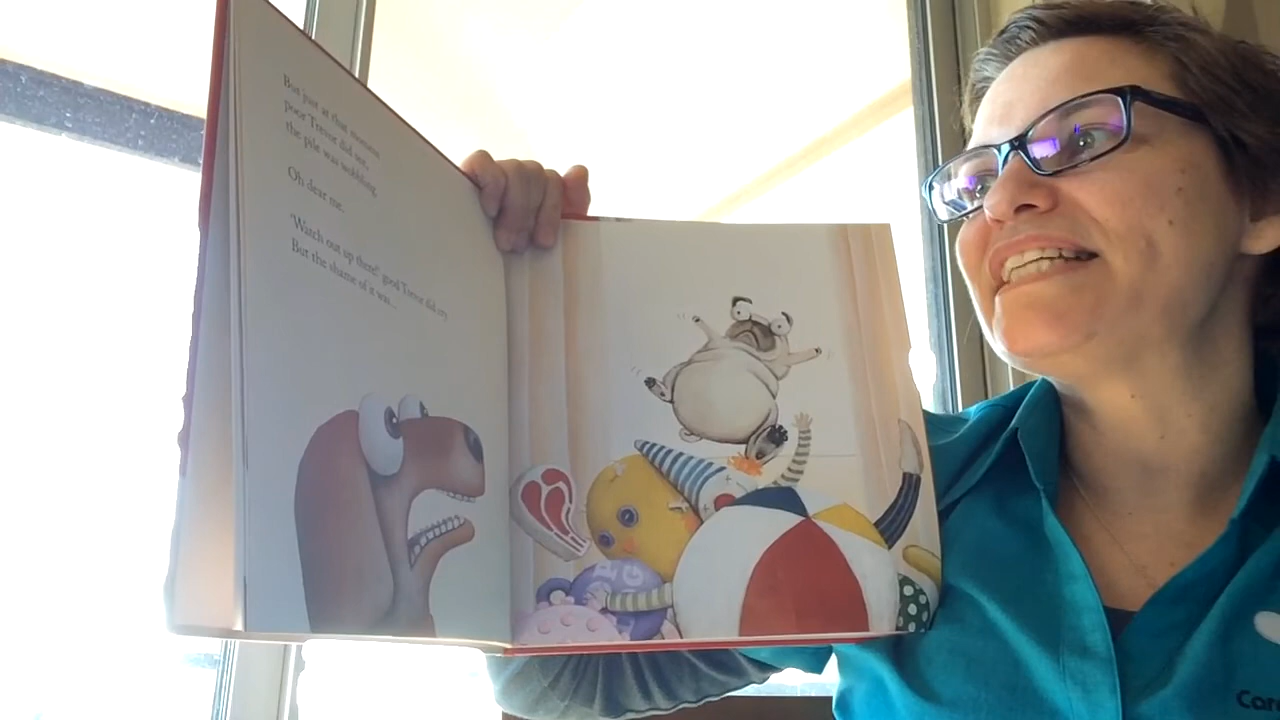 But just at that moment
poor Trevor did see,
the pile was wobbling.
Oh dear me.
'Watch out up there!' good Trevor did cry.
But the shame of it was...
G
Car